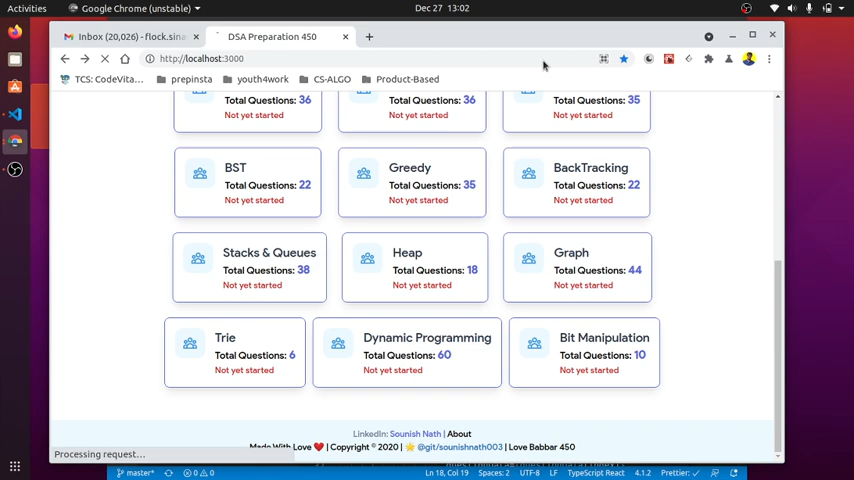 Activities Google Chrome (unstable) Dec 27 13:02
Inbox (20,026) - flock.sina
DSA Preparation 450
http://localhost:3000
TCS: CodeVita... prepinsta youth4work CS-ALGO Product-Based
Total Questions: 36 Total Questions: 36 Total Questions: 35
Not yet started Not yet started Not yet started
BST Greedy BackTracking
Total Questions: 22 Total Questions: 35 Total Questions: 22
Not yet started Not yet started Not yet started
Stacks & Queues Heap Graph
Total Questions: 38 Total Questions: 18 Total Questions: 44
Not yet started Not yet started Not yet started
Trie Dynamic Programming Bit Manipulation
Total Questions: 6 Total Questions: 60 Total Questions: 10
Not yet started Not yet started Not yet started
LinkedIn: Sounish Nath | About
Made With Love ❤️ | Copyright © 2020 | ⭐ @git/sounishnath003 | Love Babbar 450
Processing request...
master* 0 0 Ln 18, Col 19 Spaces: 2 UTF-8 LF TypeScript React 4.1.2 Prettier: ✓